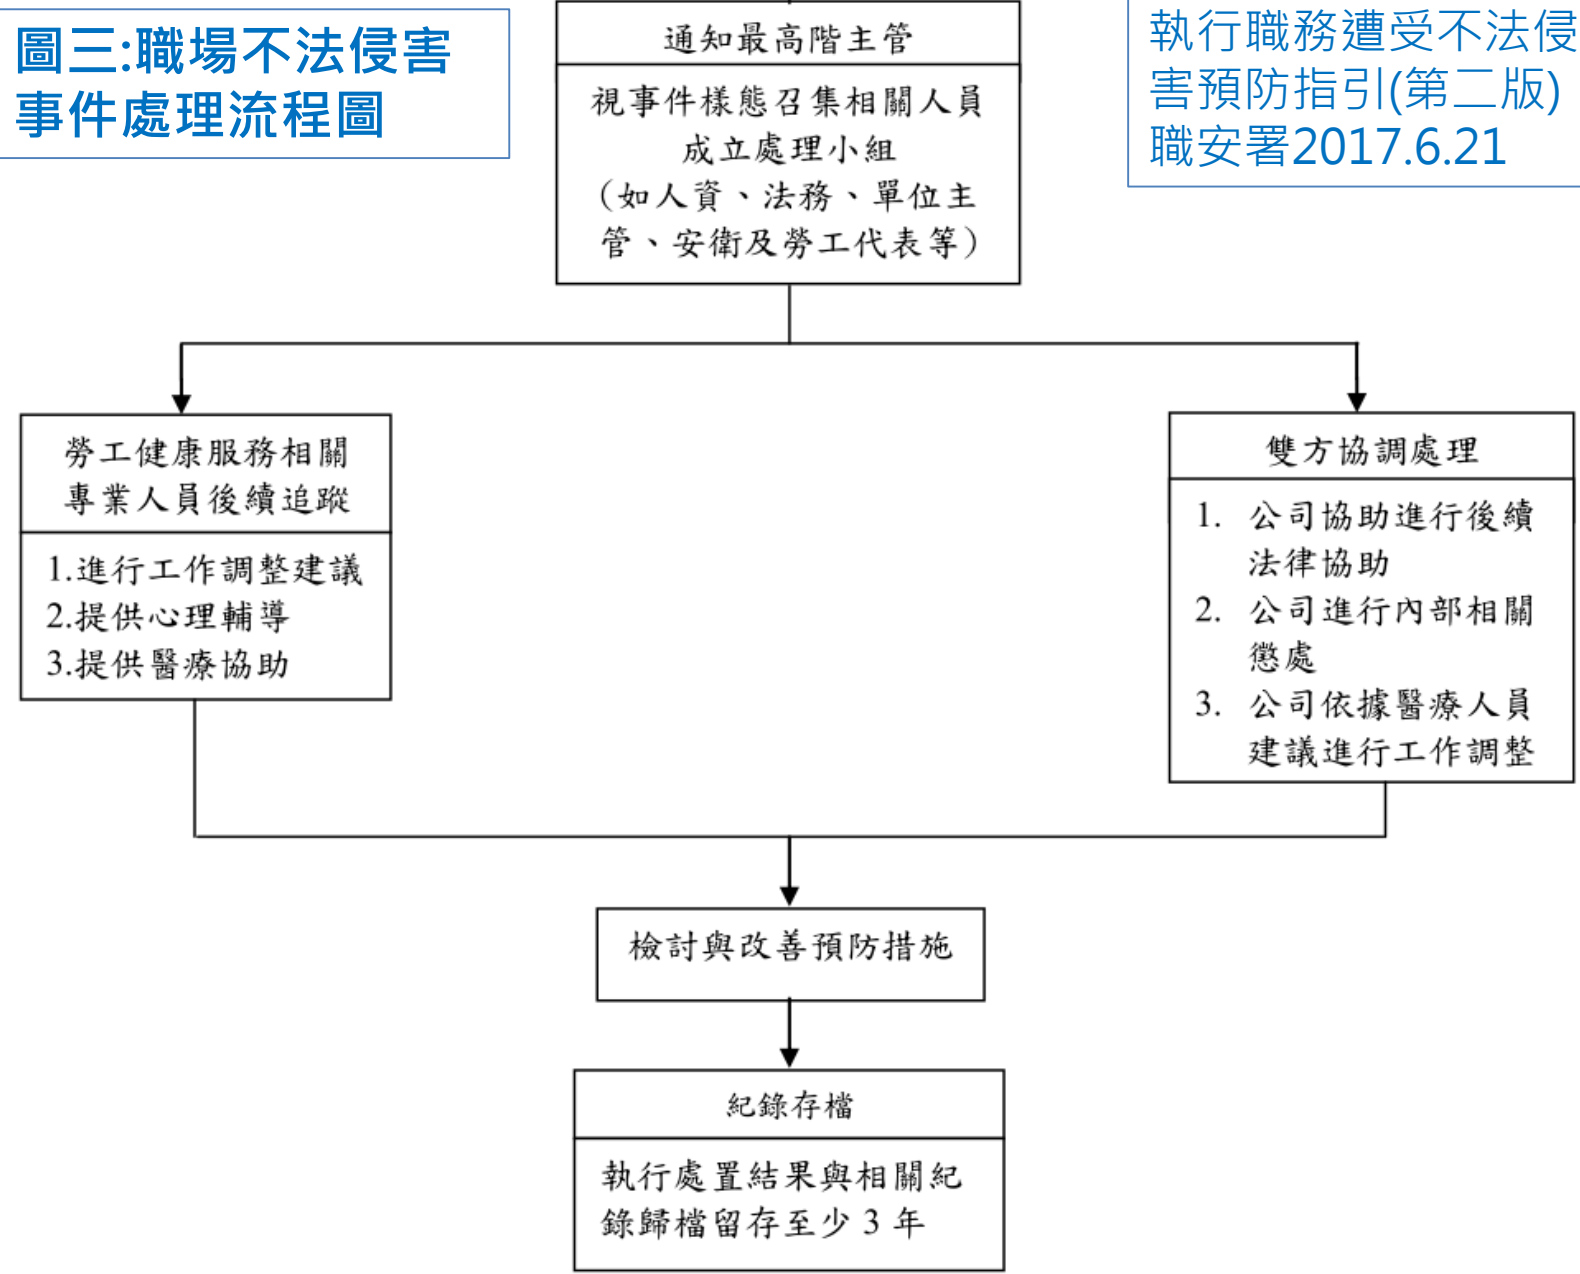 圖三:職場不法侵害
事件處理流程圖
通知最高階主管
視事件樣態召集相關人員
成立處理小組
（如人資、法務、單位主
管、安衛及勞工代表等）
執行職務遭受不法侵
害預防指引(第二版)
職安署2017.6.21
勞工健康服務相關
專業人員後續追蹤
1.進行工作調整建議
2.提供心理輔導
3.提供醫療協助
雙方協調處理
1. 公司協助進行後續
法律協助
2. 公司進行內部相關
懲處
3. 公司依據醫療人員
建議進行工作調整
檢討與改善預防措施
紀錄存檔
執行處置結果與相關紀
錄歸檔留存至少 3 年